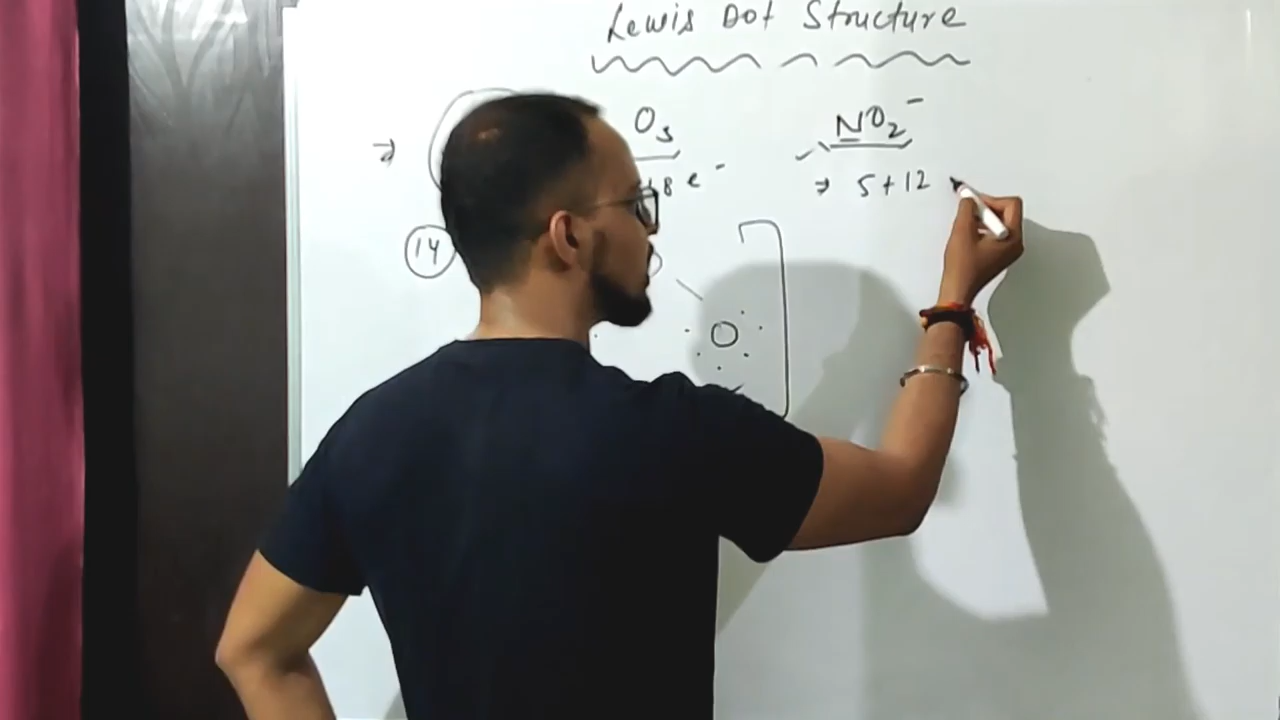 Lewis Dot Structure
O₃ NO₂⁻
18 e⁻ ⇒ 5+12
14
O